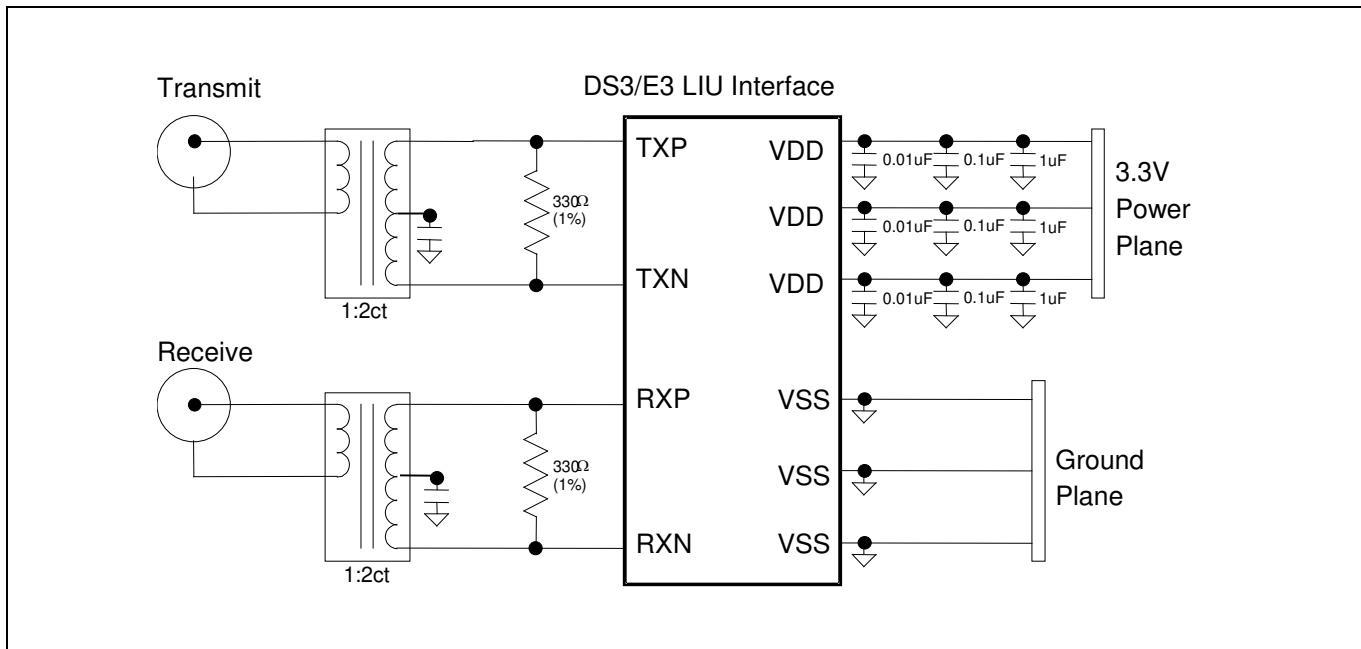 Transmit
DS3/E3 LIU Interface
TXP
VDD
0.01uF
0.1uF
1uF
3.3V
Power
Plane
330Ω
(1%)
VDD
0.01uF
0.1uF
1uF
TXN
VDD
0.01uF
0.1uF
1uF
1:2ct
Receive
RXP
VSS
330Ω
(1%)
VSS
Ground
Plane
RXN
VSS
1:2ct